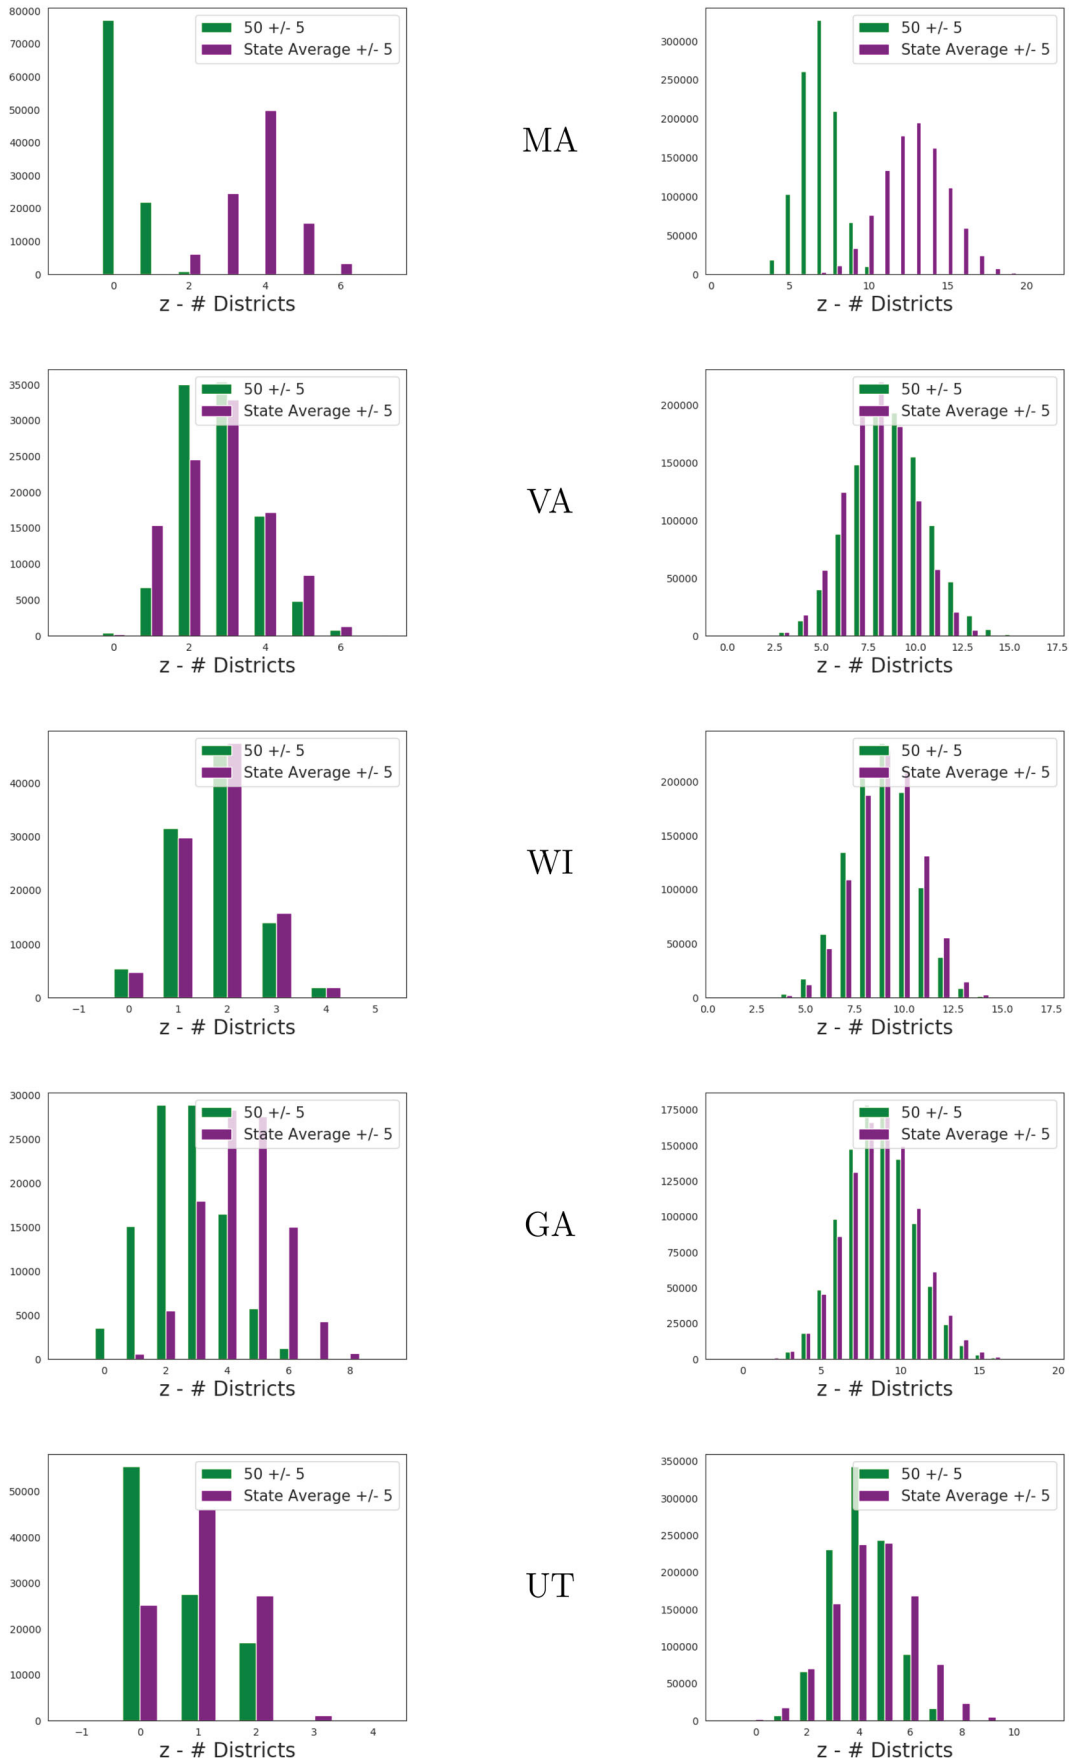 80000
70000
60000
50000
40000
30000
20000
10000
0
50 +/- 5
State Average +/- 5
0 2 4 6
z - # Districts
MA
300000
250000
200000
150000
100000
50000
0
50 +/- 5
State Average +/- 5
0 5 10 15 20
z - # Districts
35000
30000
25000
20000
15000
10000
5000
0
50 +/- 5
State Average +/- 5
0 2 4 6
z - # Districts
VA
200000
150000
100000
50000
0
50 +/- 5
State Average +/- 5
0.0 2.5 5.0 7.5 10.0 12.5 15.0 17.5
z - # Districts
40000
30000
20000
10000
0
50 +/- 5
State Average +/- 5
−1 0 1 2 3 4 5
z - # Districts
WI
200000
150000
100000
50000
0
50 +/- 5
State Average +/- 5
0.0 2.5 5.0 7.5 10.0 12.5 15.0 17.5
z - # Districts
30000
25000
20000
15000
10000
5000
0
50 +/- 5
State Average +/- 5
0 2 4 6 8
z - # Districts
GA
175000
150000
125000
100000
75000
50000
25000
0
50 +/- 5
State Average +/- 5
0 5 10 15 20
z - # Districts
50000
40000
30000
20000
10000
0
50 +/- 5
State Average +/- 5
−1 0 1 2 3 4
z - # Districts
UT
350000
300000
250000
200000
150000
100000
50000
0
50 +/- 5
State Average +/- 5
0 2 4 6 8 10
z - # Districts